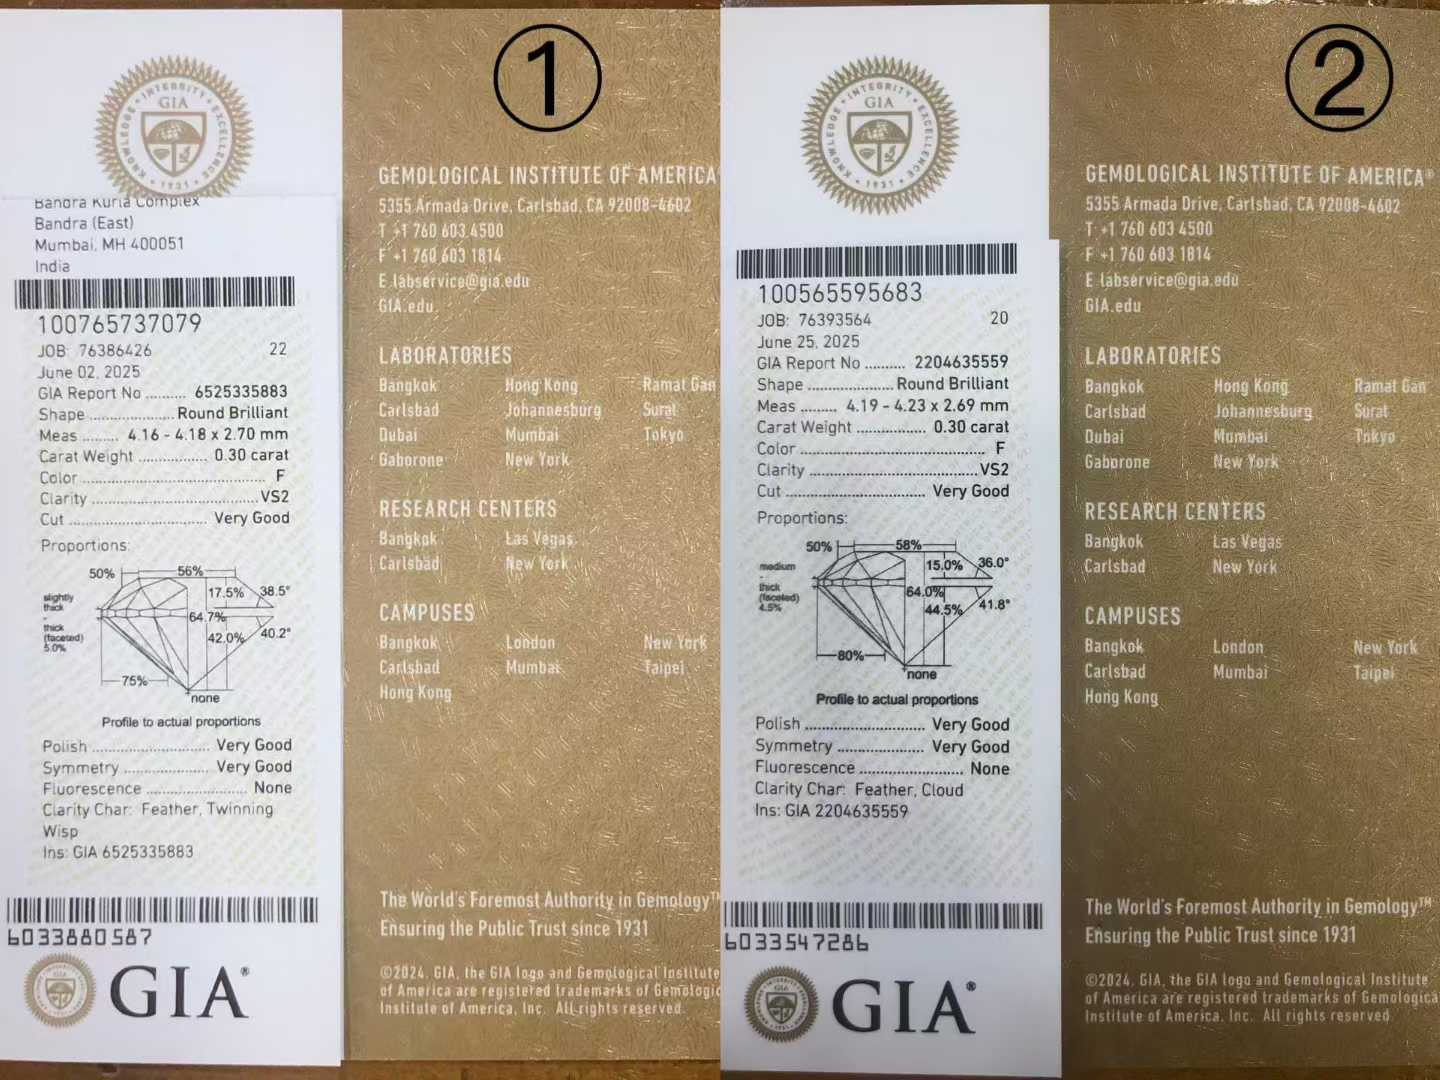 ①
KNOWLEDGE • INTEGRITY • EXCELLENCE
GIA
• 1931 •
Bandra Kurla Complex
Bandra (East)
Mumbai, MH 400051
India
100765737079
JOB: 76386426 22
June 02, 2025
GIA Report No .......... 6525335883
Shape .................. Round Brilliant
Meas ......... 4.16 - 4.18 x 2.70 mm
Carat Weight ................. 0.30 carat
Color .............................................. F
Clarity ........................................ VS2
Cut ............................... Very Good
Proportions:
50% 56%
17.5% 38.5°
slightly
thick
-
thick
(faceted)
5.0%
64.7%
42.0% 40.2°
75%
none
Profile to actual proportions
Polish .......................... Very Good
Symmetry ................... Very Good
Fluorescence ........................ None
Clarity Char: Feather, Twinning
Wisp
Ins: GIA 6525335883
6033880587
GIA®
GEMOLOGICAL INSTITUTE OF AMERICA
5355 Armada Drive, Carlsbad, CA 92008-4602
T +1 760 603 4500
F +1 760 603 1814
E labservice@gia.edu
GIA.edu
LABORATORIES
Bangkok Hong Kong Ramat Gan
Carlsbad Johannesburg Surat
Dubai Mumbai Tokyo
Gaborone New York
RESEARCH CENTERS
Bangkok Las Vegas
Carlsbad New York
CAMPUSES
Bangkok London New York
Carlsbad Mumbai Taipei
Hong Kong
The World's Foremost Authority in Gemology™
Ensuring the Public Trust since 1931
©2024. GIA, the GIA logo and Gemological Institute
of America are registered trademarks of Gemologic
Institute of America, Inc. All rights reserved.
②
KNOWLEDGE • INTEGRITY • EXCELLENCE
GIA
• 1931 •
100565595683
JOB: 76393564 20
June 25, 2025
GIA Report No .......... 2204635559
Shape .................. Round Brilliant
Meas ......... 4.19 - 4.23 x 2.69 mm
Carat Weight ................. 0.30 carat
Color .............................................. F
Clarity ........................................ VS2
Cut ............................... Very Good
Proportions:
50% 58%
15.0% 36.0°
medium
-
thick
(faceted)
4.5%
64.0%
44.5% 41.8°
80%
none
Profile to actual proportions
Polish .......................... Very Good
Symmetry ................... Very Good
Fluorescence ........................ None
Clarity Char: Feather, Cloud
Ins: GIA 2204635559
6033547286
GIA®
GEMOLOGICAL INSTITUTE OF AMERICA®
5355 Armada Drive, Carlsbad, CA 92008-4602
T +1 760 603 4500
F +1 760 603 1814
E labservice@gia.edu
GIA.edu
LABORATORIES
Bangkok Hong Kong Ramat Gan
Carlsbad Johannesburg Surat
Dubai Mumbai Tokyo
Gaborone New York
RESEARCH CENTERS
Bangkok Las Vegas
Carlsbad New York
CAMPUSES
Bangkok London New York
Carlsbad Mumbai Taipei
Hong Kong
The World's Foremost Authority in Gemology™
Ensuring the Public Trust since 1931
©2024. GIA, the GIA logo and Gemological Institute
of America are registered trademarks of Gemologica
Institute of America, Inc. All rights reserved.